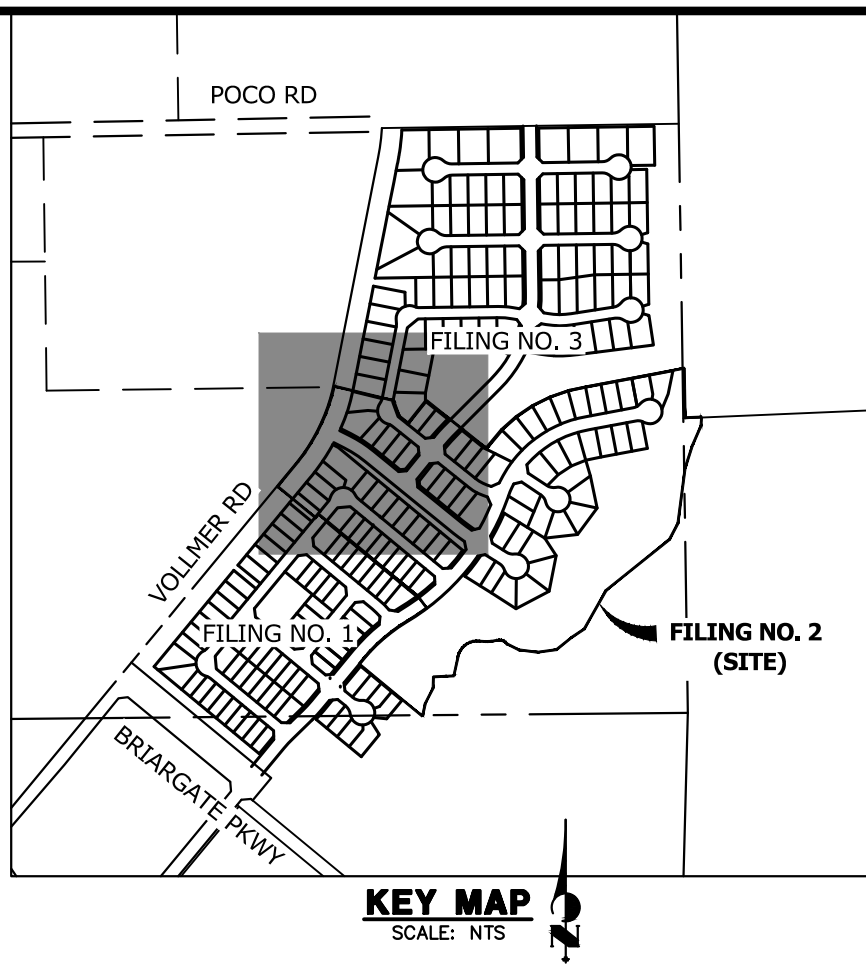 POCO RD
FILING NO. 3
VOLLMER RD
FILING NO. 1
FILING NO. 2
(SITE)
BRIARGATE PKWY
KEY MAP
SCALE: NTS
N